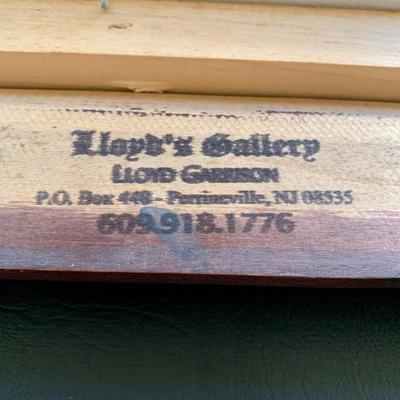 Lloyd's Gallery
LLOYD GARRISON
P.O. Box 448 - Perrineville, NJ 08535
609.918.1776